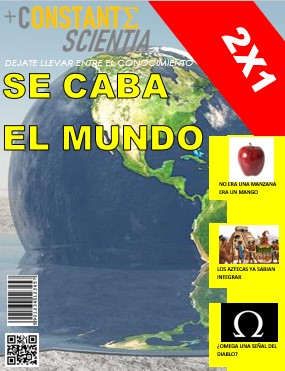 +CONSTANTΣ
SCIENTIA
DEJATE LLEVAR ENTRE EL CONOCIMIENTO
2X1
SE CABA
EL MUNDO
NO ERA UNA MANZANA
ERA UN MANGO
LOS AZTECAS YA SABIAN
INTEGRAR
Ω
¿OMEGA UNA SEÑAL DEL
DIABLO?